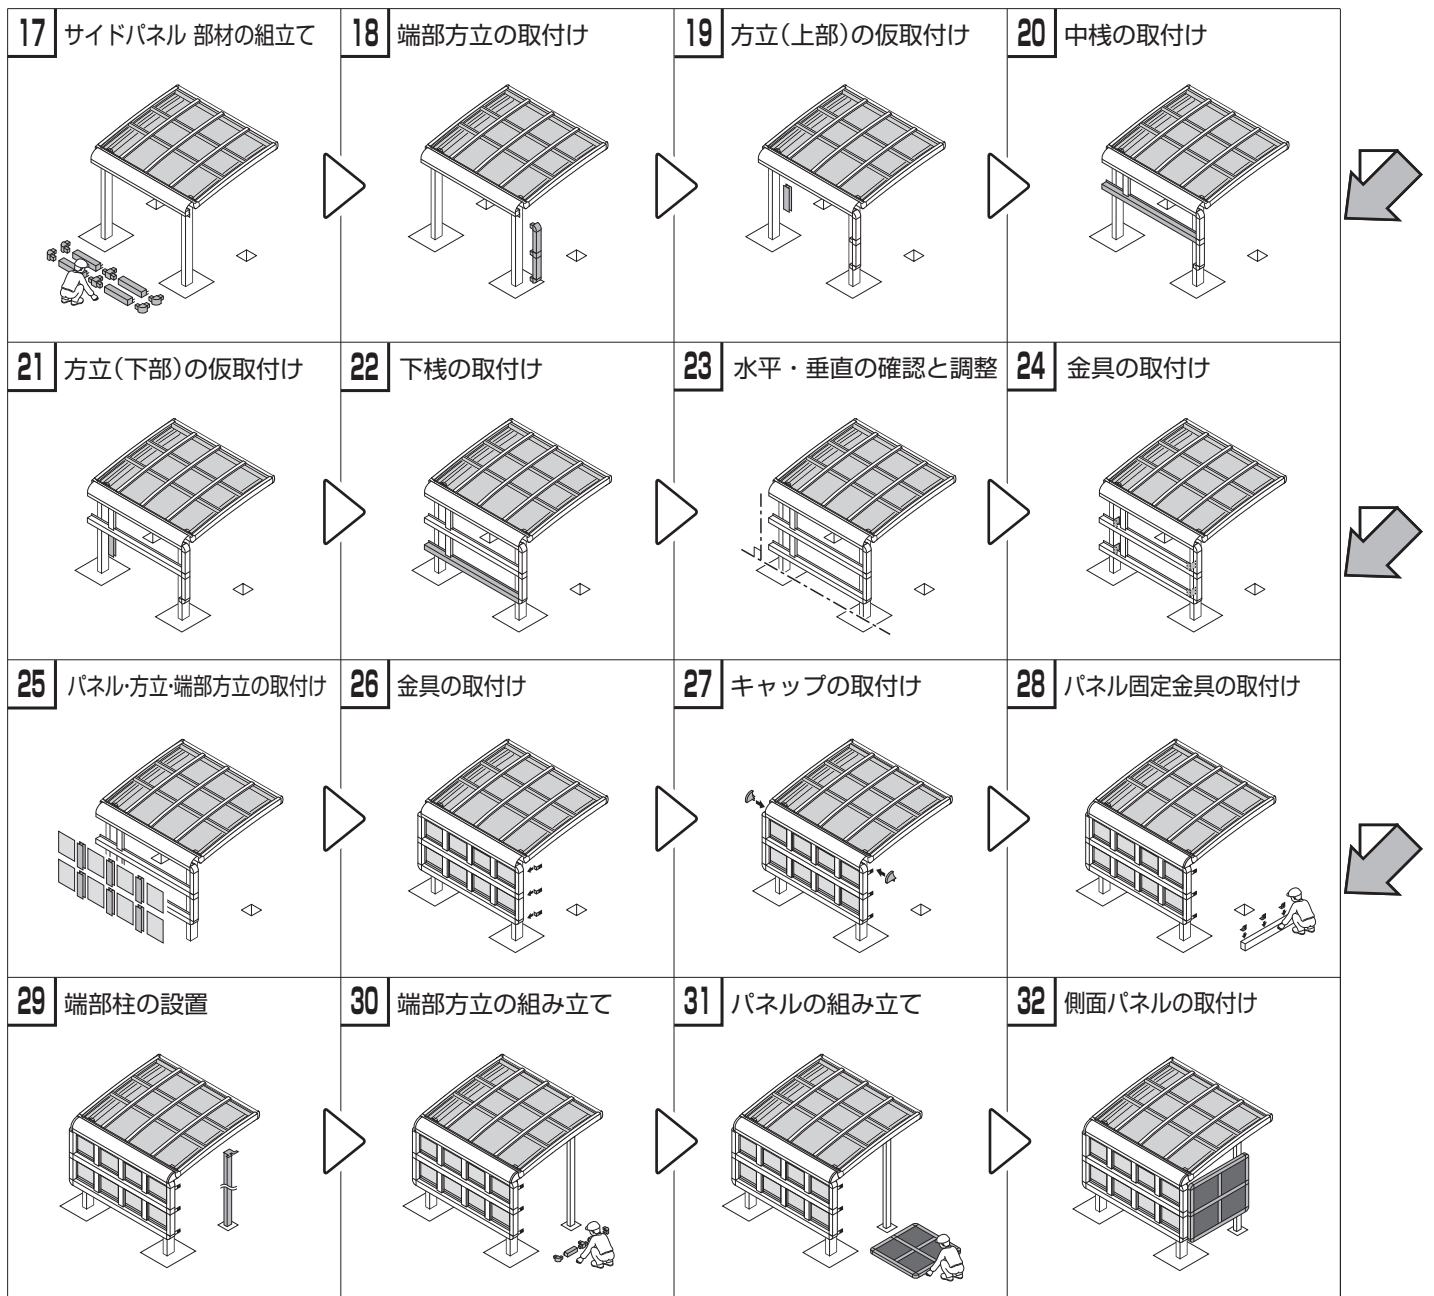 17 サイドパネル 部材の組立て
18 端部方立の取付け
19 方立(上部)の仮取付け
20 中桟の取付け
21 方立(下部)の仮取付け
22 下桟の取付け
23 水平・垂直の確認と調整
24 金具の取付け
25 パネル・方立・端部方立の取付け
26 金具の取付け
27 キャップの取付け
28 パネル固定金具の取付け
29 端部柱の設置
30 端部方立の組み立て
31 パネルの組み立て
32 側面パネルの取付け